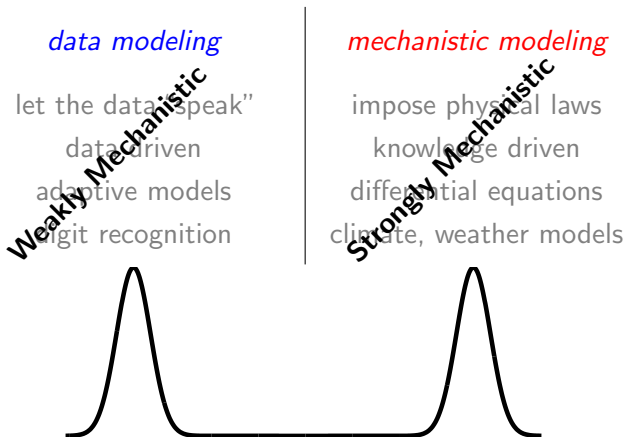 data modeling
let the data “speak”
data driven
adaptive models
digit recognition
Weakly Mechanistic
mechanistic modeling
impose physical laws
knowledge driven
differential equations
climate, weather models
Strongly Mechanistic